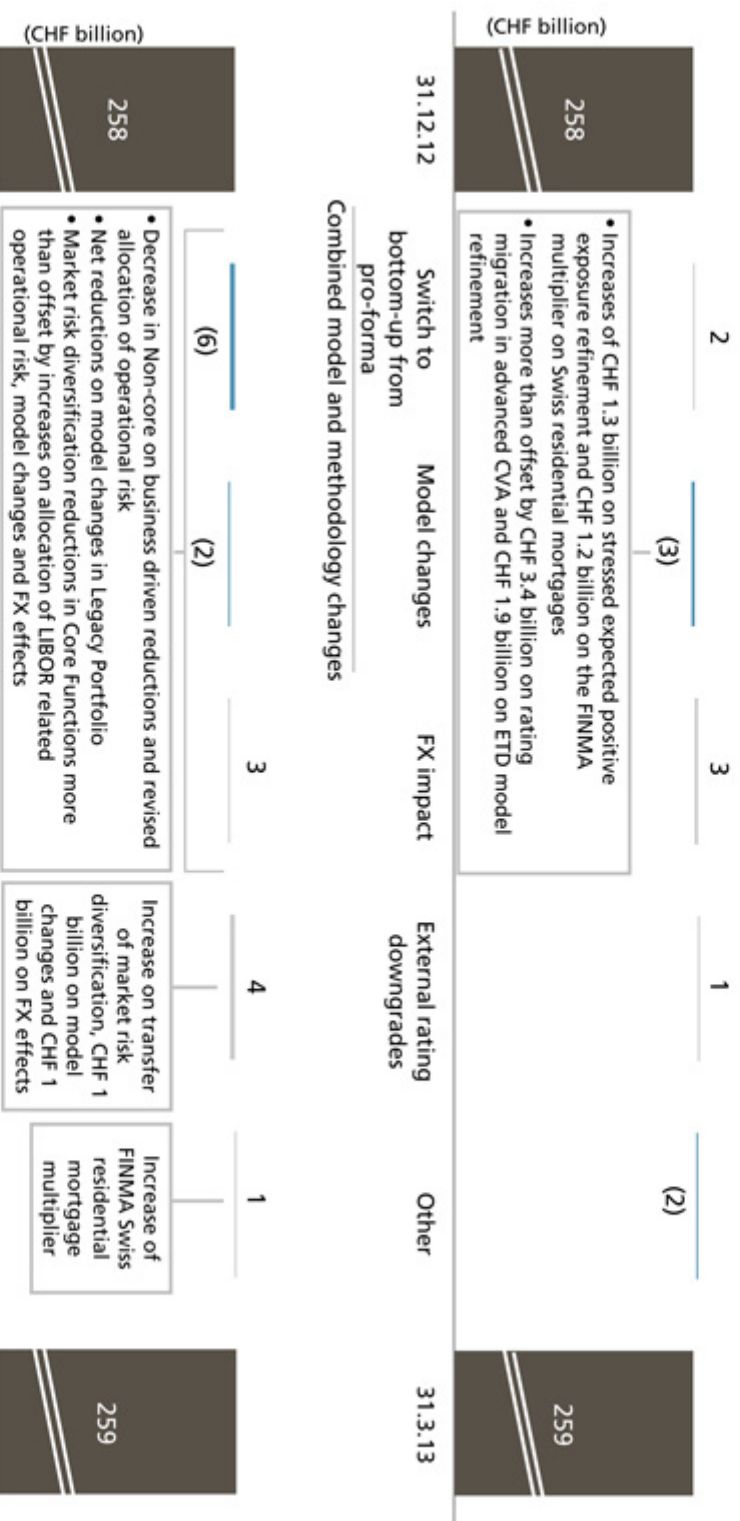 (CHF billion)
258
2
(3)
3
1
(2)
259
• Increases of CHF 1.3 billion on stressed expected positive
exposure refinement and CHF 1.2 billion on the FINMA
multiplier on Swiss residential mortgages
• Increases more than offset by CHF 3.4 billion on rating
migration in advanced CVA and CHF 1.9 billion on ETD model
refinement
31.12.12
Switch to
bottom-up from
pro-forma
Model changes
Combined model and methodology changes
FX impact
External rating
downgrades
Other
31.3.13
(CHF billion)
258
(6)
(2)
3
4
1
259
• Decrease in Non-core on business driven reductions and revised
allocation of operational risk
• Net reductions on model changes in Legacy Portfolio
• Market risk diversification reductions in Core Functions more
than offset by increases on allocation of LIBOR related
operational risk, model changes and FX effects
Increase on transfer
of market risk
diversification, CHF 1
billion on model
changes and CHF 1
billion on FX effects
Increase of
FINMA Swiss
residential
mortgage
multiplier